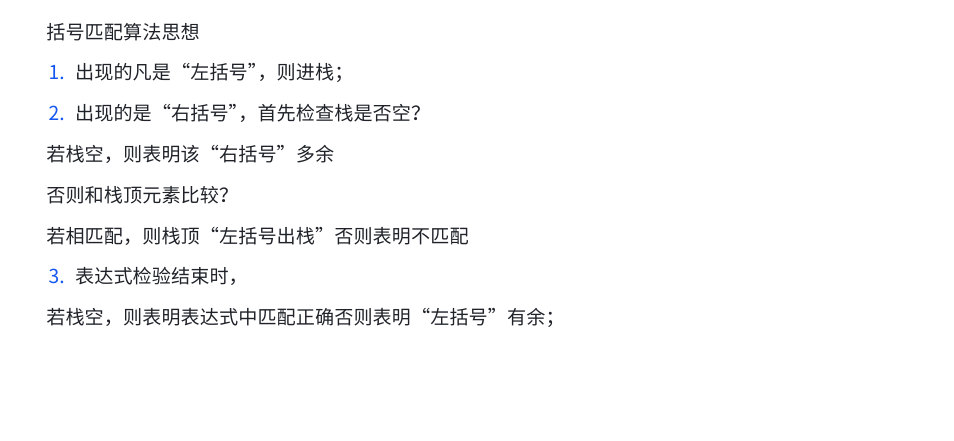 括号匹配算法思想
1. 出现的凡是“左括号”，则进栈；
2. 出现的是“右括号”，首先检查栈是否空？
若栈空，则表明该“右括号”多余
否则和栈顶元素比较？
若相匹配，则栈顶“左括号出栈”否则表明不匹配
3. 表达式检验结束时，
若栈空，则表明表达式中匹配正确否则表明“左括号”有余；